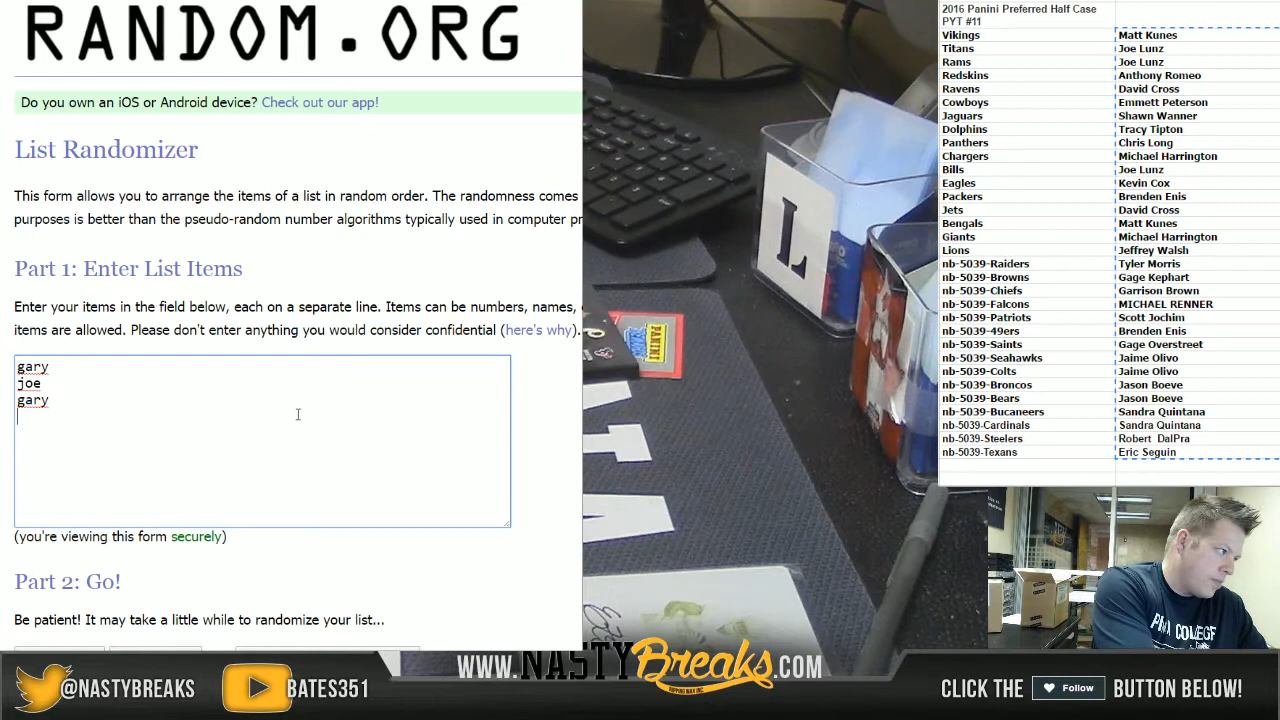 RANDOM.ORG
Do you own an iOS or Android device? Check out our app!
List Randomizer
This form allows you to arrange the items of a list in random order. The randomness comes
purposes is better than the pseudo-random number algorithms typically used in computer pr
Part 1: Enter List Items
Enter your items in the field below, each on a separate line. Items can be numbers, names,
items are allowed. Please don't enter anything you would consider confidential (here's why).
gary
joe
gary
(you're viewing this form securely)
Part 2: Go!
Be patient! It may take a little while to randomize your list...
L
PANINI
2016 Panini Preferred Half Case
PYT #11
Vikings Matt Kunes
Titans Joe Lunz
Rams Joe Lunz
Redskins Anthony Romeo
Ravens David Cross
Cowboys Emmett Peterson
Jaguars Shawn Wanner
Dolphins Tracy Tipton
Panthers Chris Long
Chargers Michael Harrington
Bills Joe Lunz
Eagles Kevin Cox
Packers Brenden Enis
Jets David Cross
Bengals Matt Kunes
Giants Michael Harrington
Lions Jeffrey Walsh
nb-5039-Raiders Tyler Morris
nb-5039-Browns Gage Kephart
nb-5039-Chiefs Garrison Brown
nb-5039-Falcons MICHAEL RENNER
nb-5039-Patriots Scott Jochim
nb-5039-49ers Brenden Enis
nb-5039-Saints Gage Overstreet
nb-5039-Seahawks Jaime Olivo
nb-5039-Colts Jaime Olivo
nb-5039-Broncos Jason Boeve
nb-5039-Bears Jason Boeve
nb-5039-Bucaneers Sandra Quintana
nb-5039-Cardinals Sandra Quintana
nb-5039-Steelers Robert DalPra
nb-5039-Texans Eric Seguin
COLLEGE
@NASTYBREAKS
BATES351
WWW.NASTYBreaks.COM
RIPPING WAX INC.
CLICK THE Follow BUTTON BELOW!